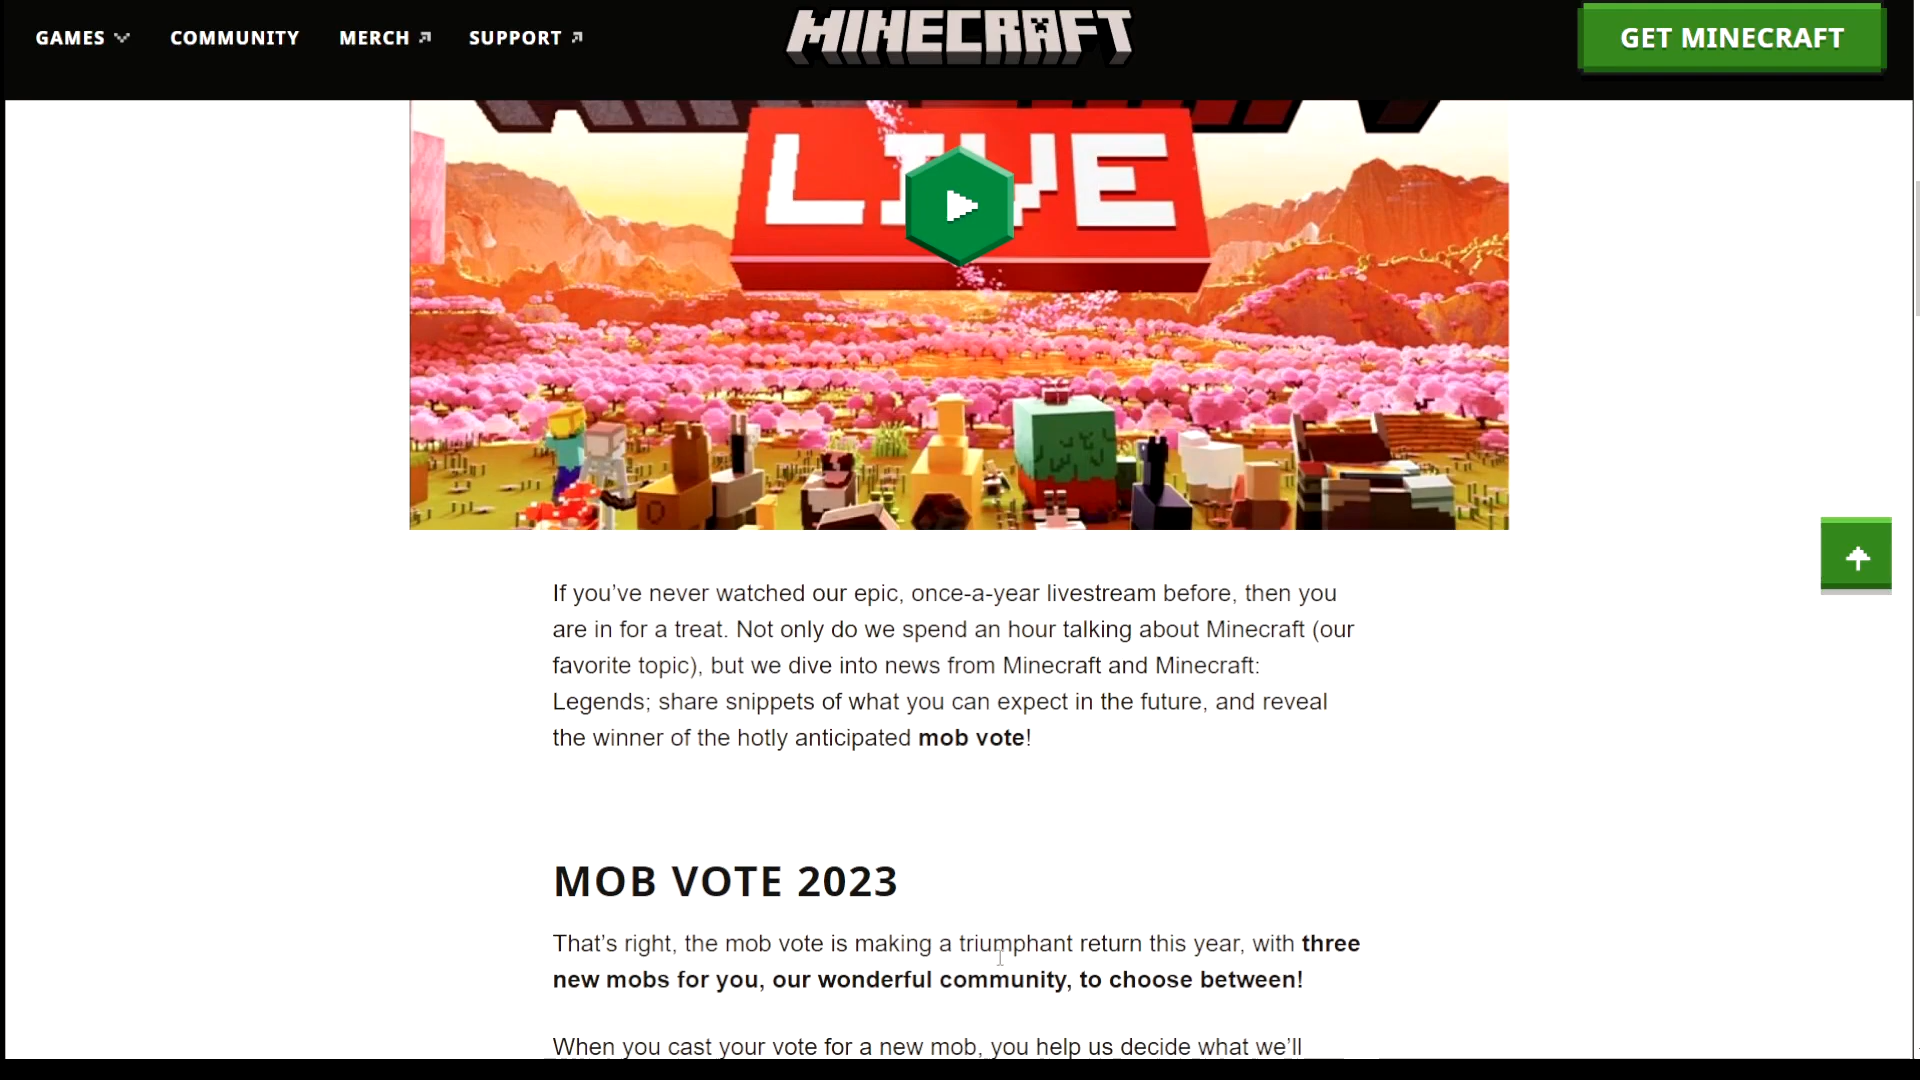 GAMES
COMMUNITY
MERCH
SUPPORT
MINECRAFT
GET MINECRAFT
LIVE
If you’ve never watched our epic, once-a-year livestream before, then you
are in for a treat. Not only do we spend an hour talking about Minecraft (our
favorite topic), but we dive into news from Minecraft and Minecraft:
Legends; share snippets of what you can expect in the future, and reveal
the winner of the hotly anticipated mob vote!
MOB VOTE 2023
That’s right, the mob vote is making a triumphant return this year, with three
new mobs for you, our wonderful community, to choose between!
When you cast your vote for a new mob, you help us decide what we’ll